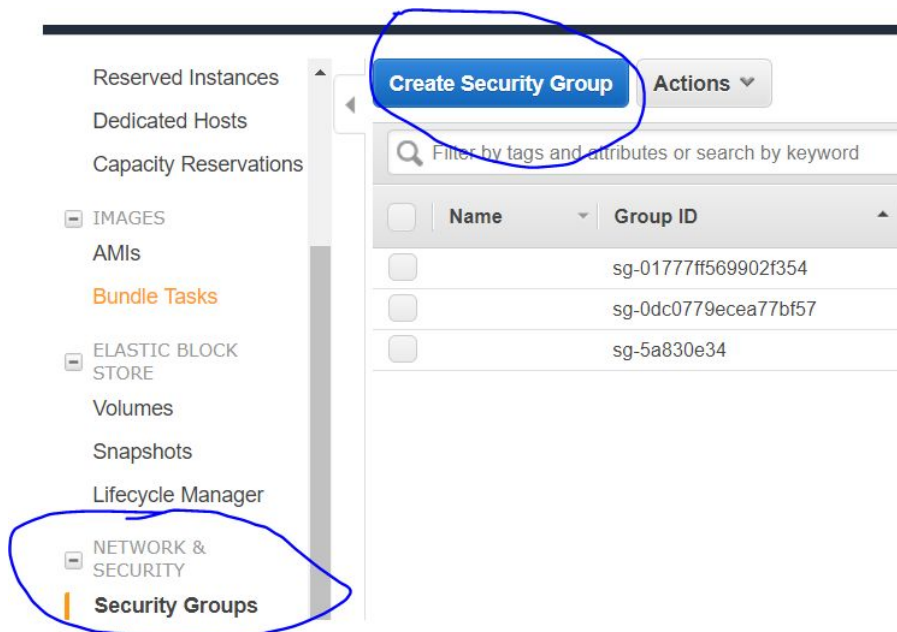 Reserved Instances
Dedicated Hosts
Capacity Reservations
IMAGES
AMIs
Bundle Tasks
ELASTIC BLOCK
STORE
Volumes
Snapshots
Lifecycle Manager
NETWORK &
SECURITY
Security Groups
Create Security Group Actions
Filter by tags and attributes or search by keyword
Name Group ID
sg-01777ff569902f354
sg-0dc0779ecea77bf57
sg-5a830e34